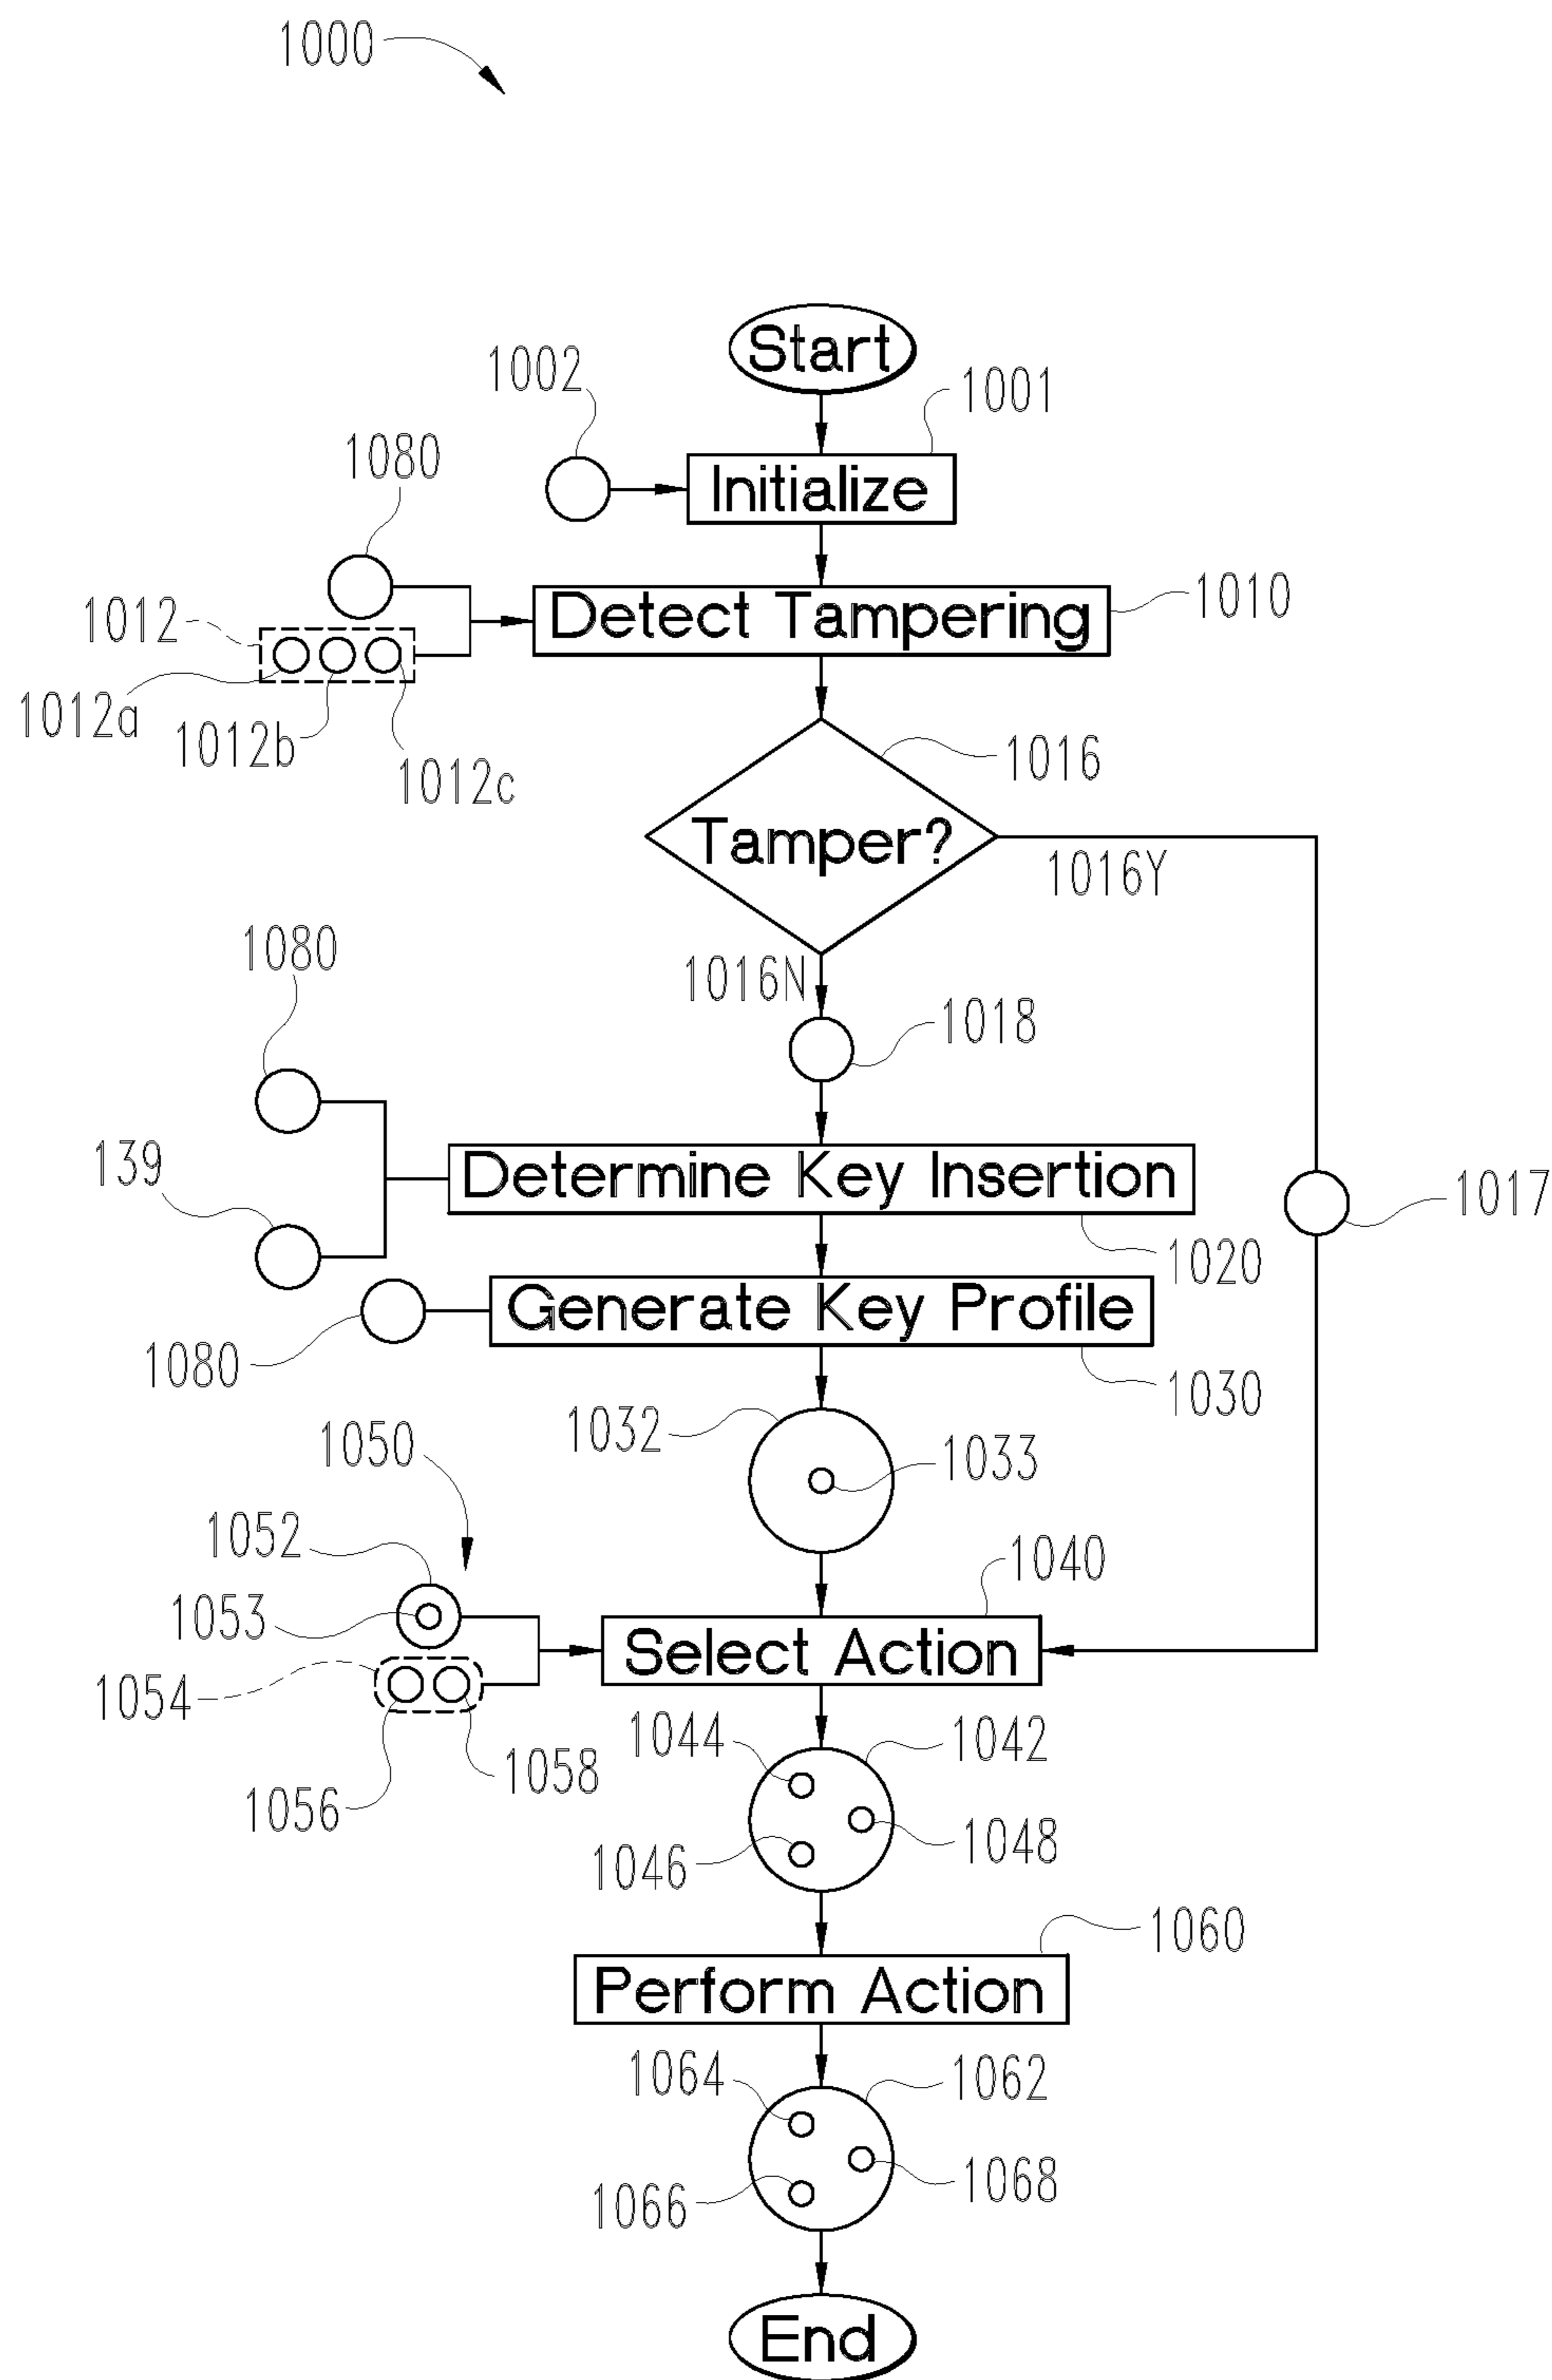 1000
Start
1002
1001
1080
Initialize
1012
Detect Tampering
1010
1012a
1012b
1012c
1016
Tamper?
1016Y
1080
1016N
1018
139
Determine Key Insertion
1017
1020
Generate Key Profile
1080
1030
1032
1033
1050
1052
1040
1053
Select Action
1054
1044
1042
1058
1056
1048
1046
1060
Perform Action
1064
1062
1068
1066
End